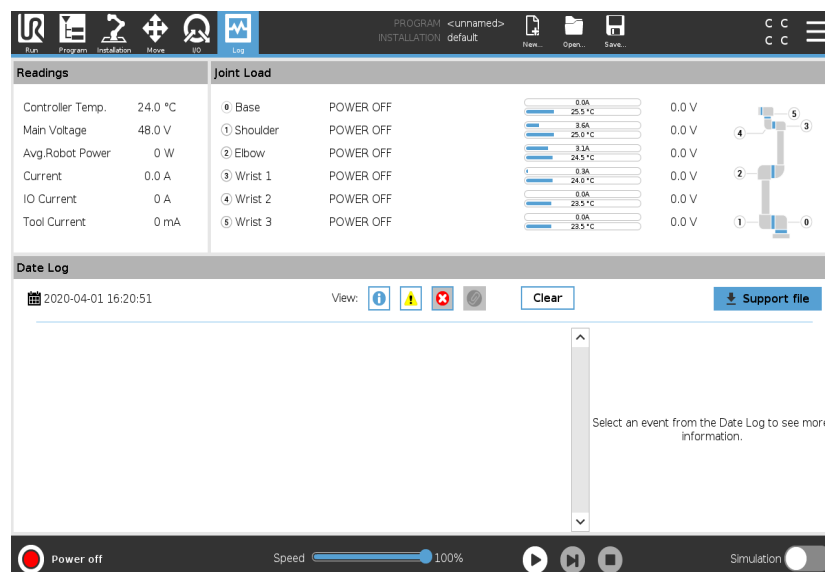 PROGRAM <unnamed>
INSTALLATION default
C C
C C
UR
Run
Program
Installation
Move
I/O
Log
New...
Open...
Save...
Readings
Controller Temp. 24.0 °C
Main Voltage 48.0 V
Avg.Robot Power 0 W
Current 0.0 A
IO Current 0 A
Tool Current 0 mA
Joint Load
0 Base POWER OFF 0.0A 25.5 °C 0.0 V
1 Shoulder POWER OFF 3.6A 25.0 °C 0.0 V
2 Elbow POWER OFF 3.1A 24.5 °C 0.0 V
3 Wrist 1 POWER OFF 0.3A 24.0 °C 0.0 V
4 Wrist 2 POWER OFF 0.0A 23.5 °C 0.0 V
5 Wrist 3 POWER OFF 0.0A 23.5 °C 0.0 V
5
3
4
2
1
0
Date Log
2020-04-01 16:20:51
View:
Clear
Support file
Select an event from the Date Log to see more
information.
Power off
Speed
100%
Simulation